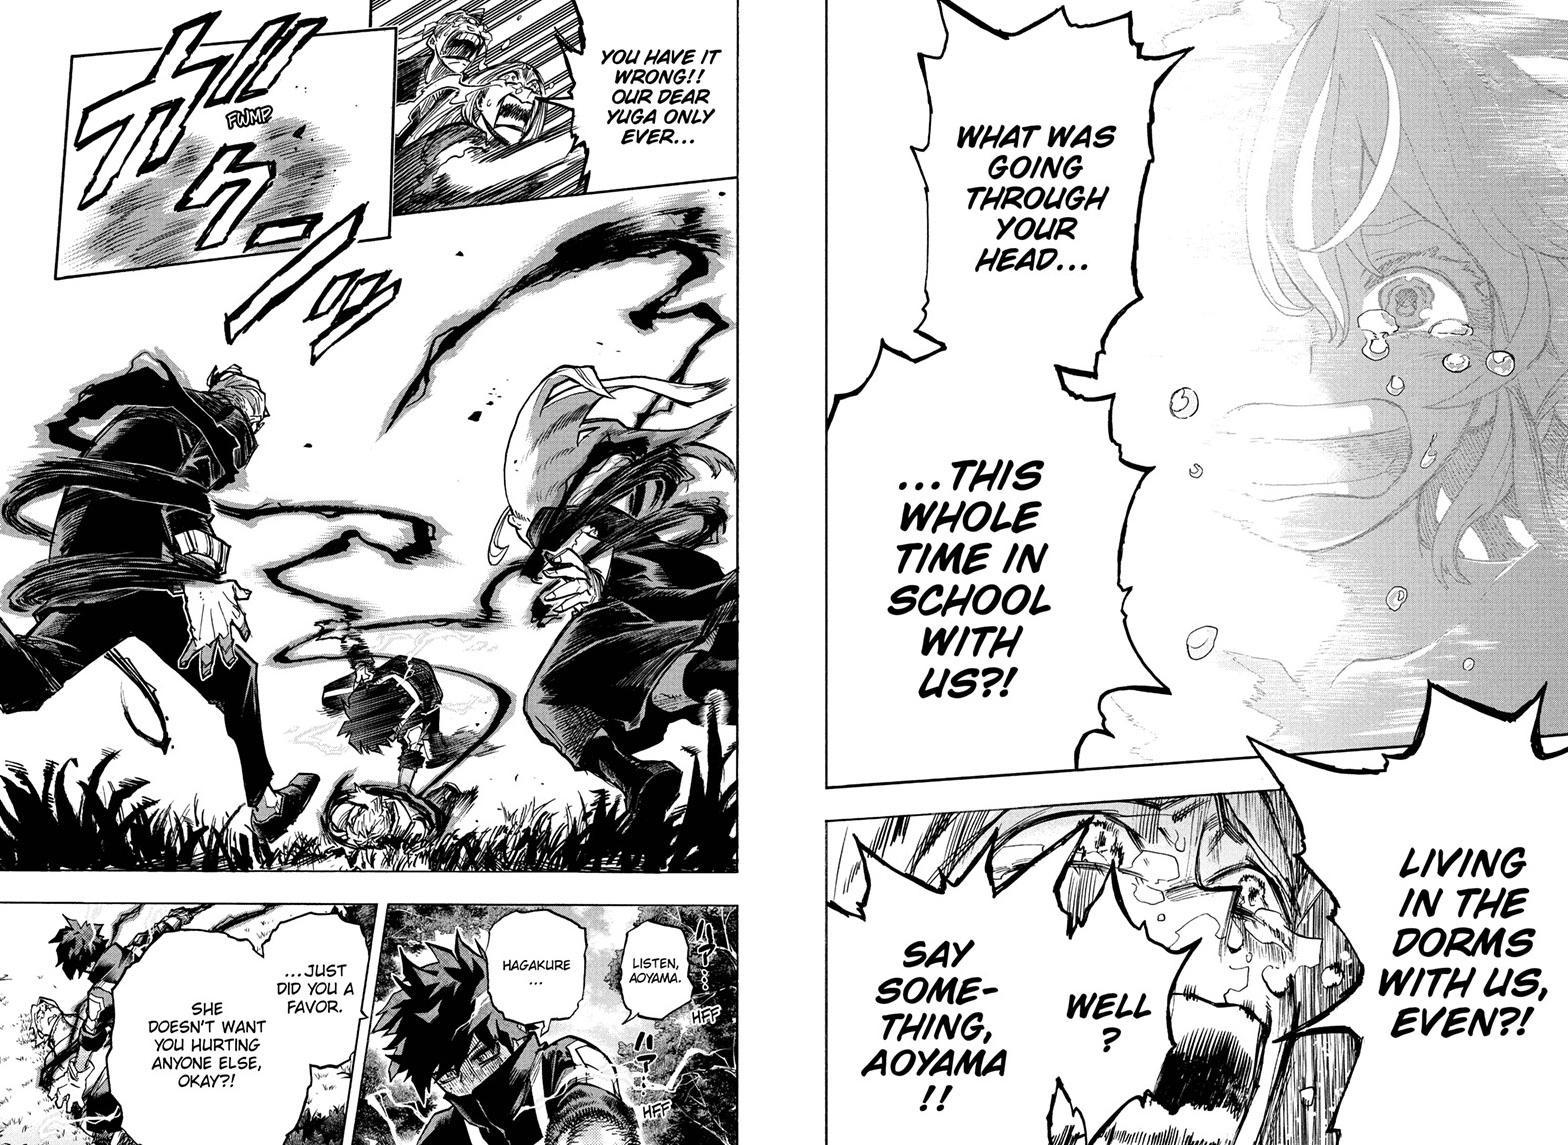 WHAT WAS
GOING
THROUGH
YOUR
HEAD...
...THIS
WHOLE
TIME IN
SCHOOL
WITH
US?!
LIVING
IN THE
DORMS
WITH US,
EVEN?!
WELL
?
SAY
SOME-
THING,
AOYAMA
!!
YOU HAVE IT
WRONG!!
OUR DEAR
YUGA ONLY
EVER...
FWMP
LISTEN,
AOYAMA.
HAGAKURE
...
HFF
HFF
...JUST
DID YOU A
FAVOR.
SHE
DOESN'T WANT
YOU HURTING
ANYONE ELSE,
OKAY?!